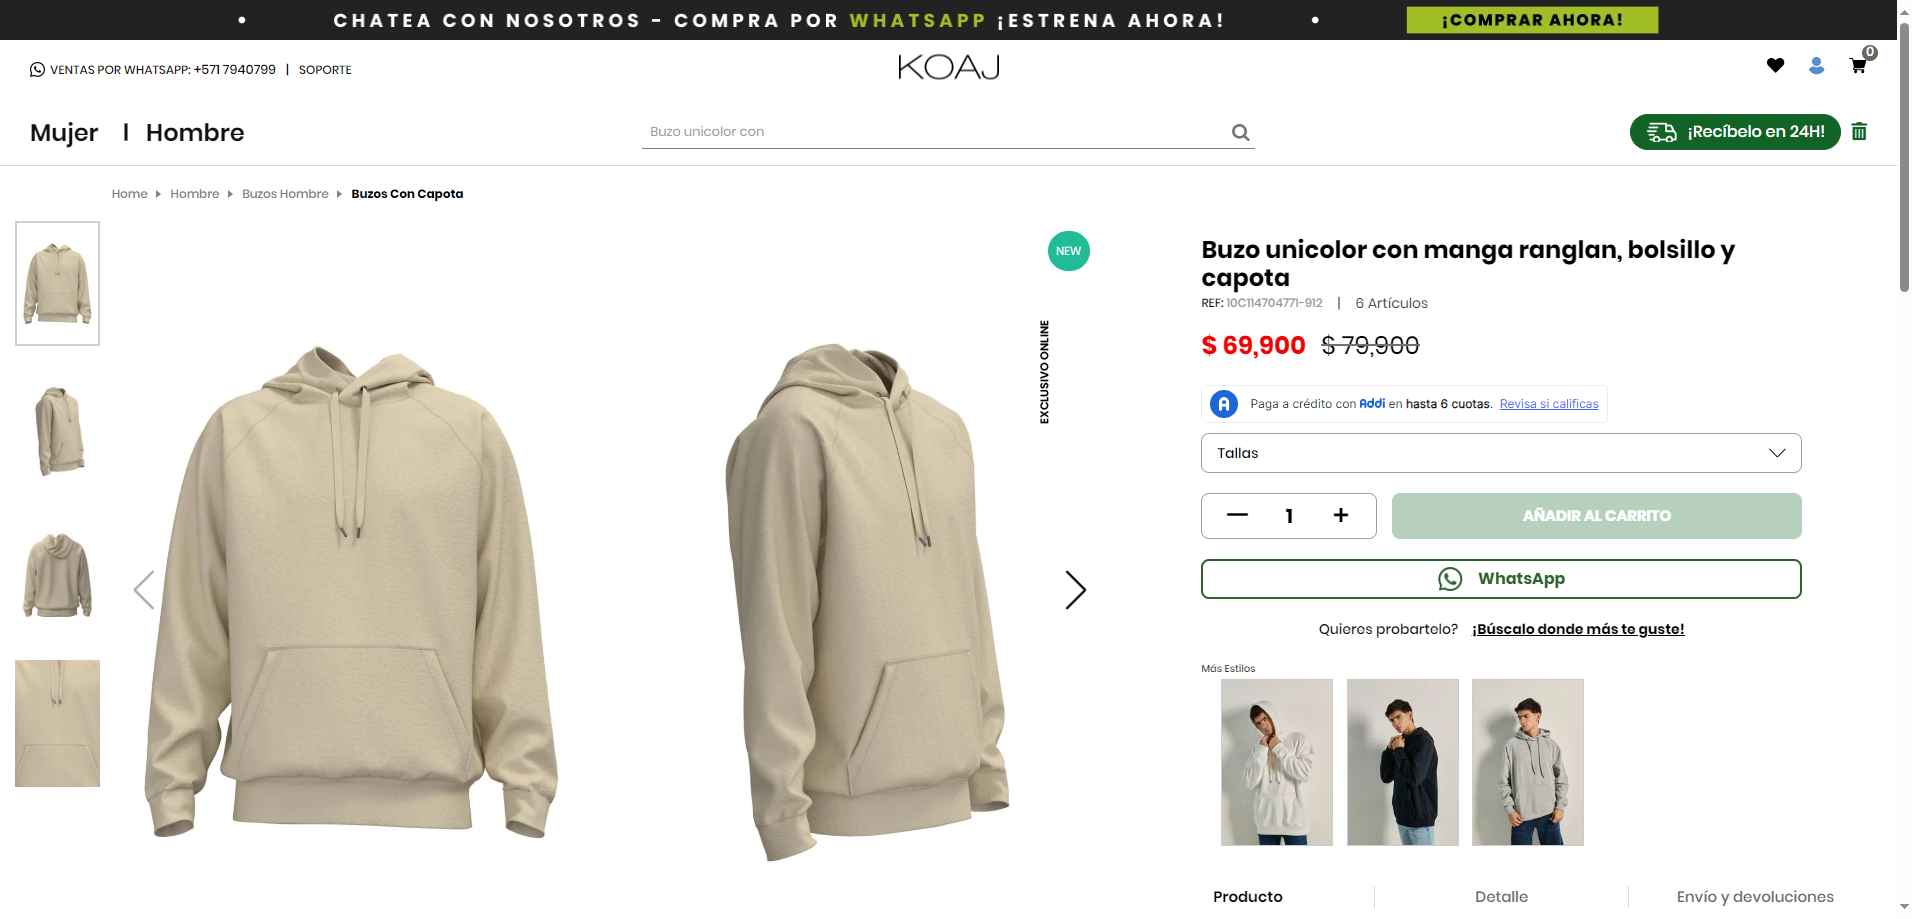 CHATEA CON NOSOTROS - COMPRA POR WHATSAPP ¡ESTRENA AHORA!
¡COMPRAR AHORA!
VENTAS POR WHATSAPP: +571 7940799 | SOPORTE
KOAJ
0
Mujer | Hombre
Buzo unicolor con
¡Recíbelo en 24H!
Home Hombre Buzos Hombre Buzos Con Capota
NEW
EXCLUSIVO ONLINE
Buzo unicolor con manga ranglan, bolsillo y
capota
REF: 10C114704771-912 | 6 Artículos
$ 69,900 $ 79,900
Paga a crédito con Addi en hasta 6 cuotas. Revisa si calificas
Tallas
1
AÑADIR AL CARRITO
WhatsApp
Quieres probartelo? ¡Búscalo donde más te guste!
Más Estilos
Producto
Detalle
Envío y devoluciones